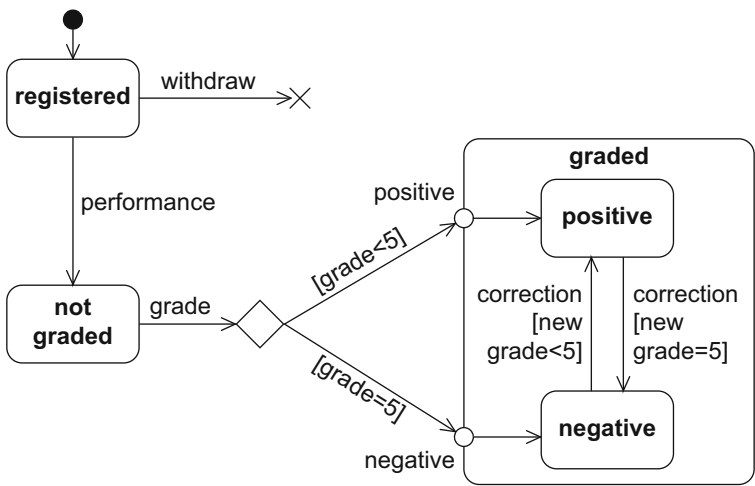 withdraw
registered
performance
graded
positive
positive
[grade<5]
not
graded
grade
correction
[new
grade<5]
correction
[new
grade=5]
[grade=5]
negative
negative